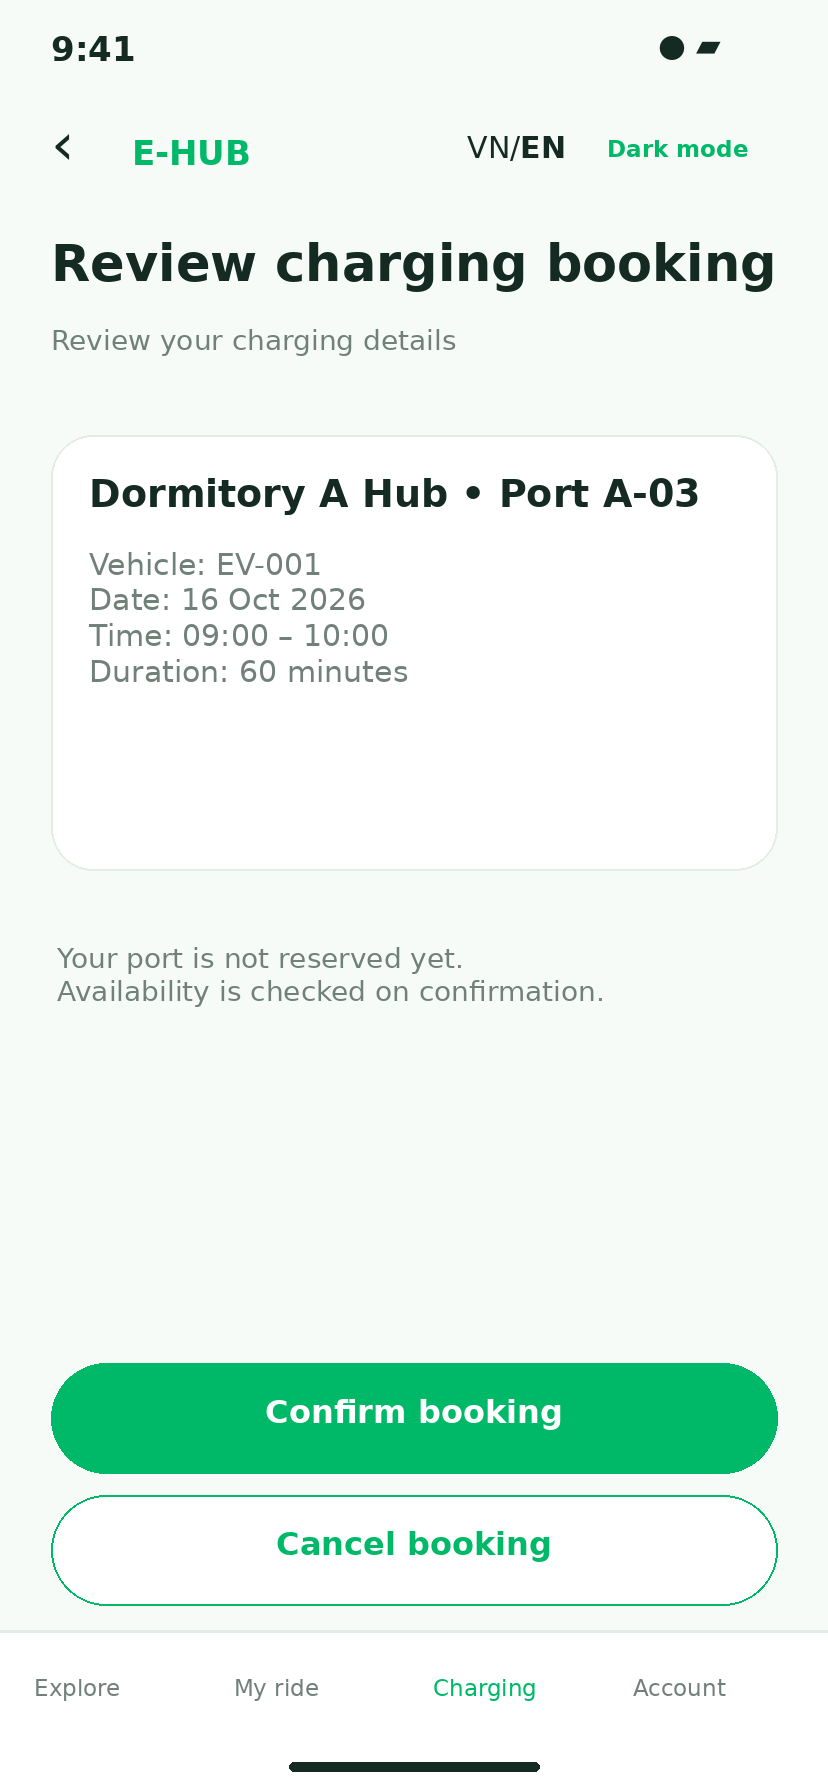 9:41
E-HUB
VN/EN
Dark mode
Review charging booking
Review your charging details
Dormitory A Hub • Port A-03
Vehicle: EV-001
Date: 16 Oct 2026
Time: 09:00 – 10:00
Duration: 60 minutes
Your port is not reserved yet.
Availability is checked on confirmation.
Confirm booking
Cancel booking
Explore
My ride
Charging
Account